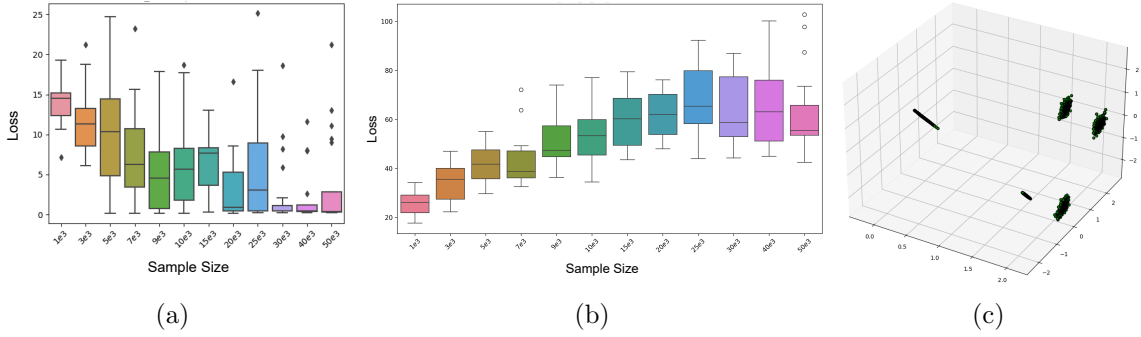 25
20
15
10
5
0
Loss
1e3 3e3 5e3 7e3 9e3 10e3 15e3 20e3 25e3 30e3 40e3 50e3
Sample Size
(a)
100
80
60
40
20
Loss
1e3 3e3 5e3 7e3 9e3 10e3 15e3 20e3 25e3 30e3 40e3 50e3
Sample Size
(b)
2
1
0
−1
−2
0.0 0.5 1.0 1.5 2.0
−2 −1 0 1 2
(c)